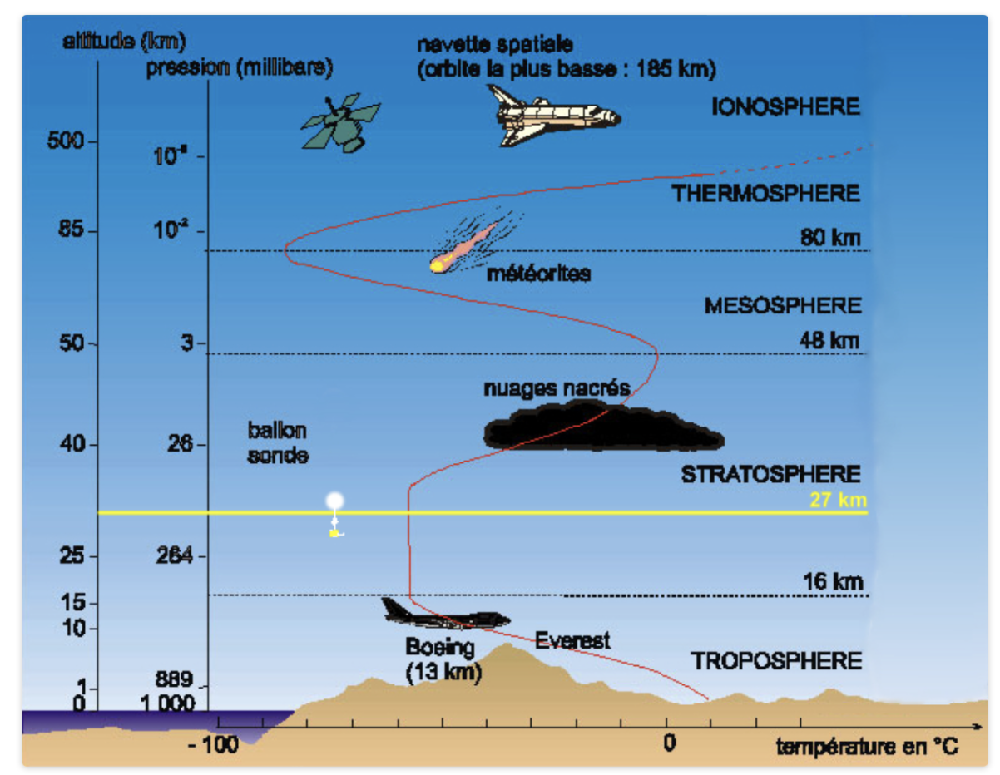 altitude (km)
pression (millibars)
navette spatiale
(orbite la plus basse : 185 km)
IONOSPHERE
500
THERMOSPHERE
85
10⁻²
80 km
météorites
MESOSPHERE
50
3
48 km
nuages nacrés
ballon
sonde
40
26
STRATOSPHERE
27 km
25
264
16 km
15
10
Boeing
(13 km)
Everest
TROPOSPHERE
1
889
0
1 000
- 100
0
température en °C